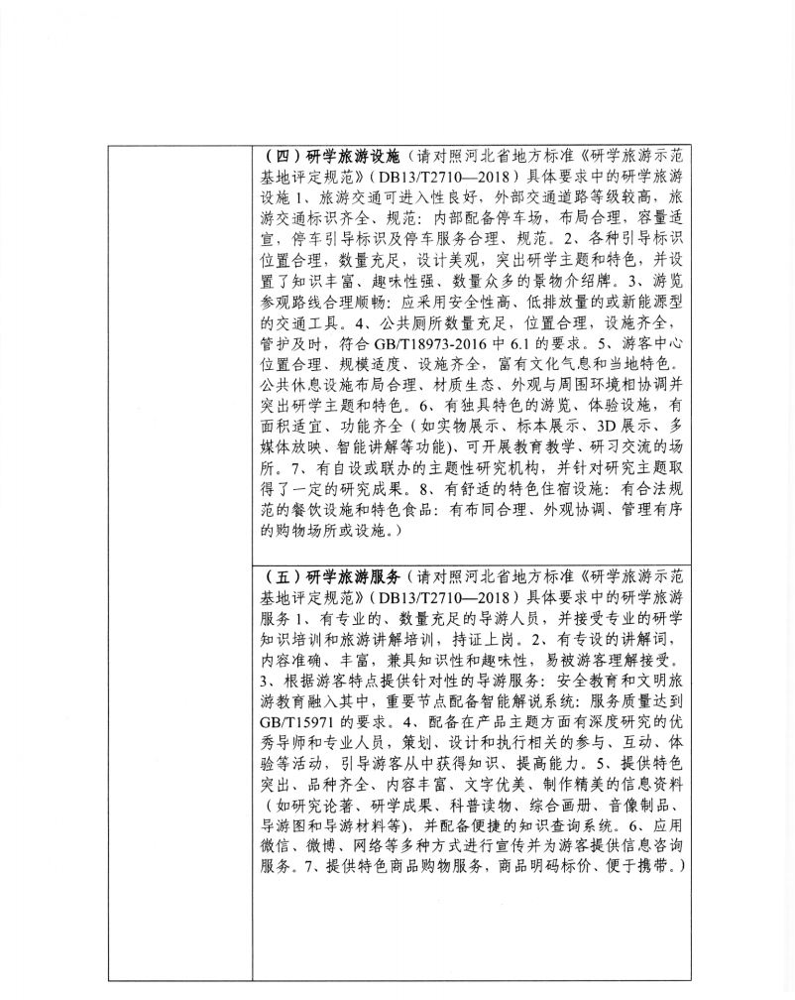 （四）研学旅游设施（请对照河北省地方标准《研学旅游示范
基地评定规范》（DB13/T2710—2018）具体要求中的研学旅游
设施 1、旅游交通可进入性良好，外部交通道路等级较高，旅
游交通标识齐全、规范；内部配备停车场，布局合理，容量适
宣，停车引导标识及停车服务合理、规范。2、各种引导标识
位置合理，数量充足，设计美观，突出研学主题和特色，并设
置了知识丰富、趣味性强、数量众多的景物介绍牌。3、游览
参观路线合理顺畅；应采用安全性高、低排放量的或新能源型
的交通工具。4、公共厕所数量充足，位置合理，设施齐全，
管护及时，符合 GB/T18973-2016 中 6.1 的要求。5、游客中心
位置合理、规模适度、设施齐全，富有文化气息和当地特色。
公共休息设施布局合理、材质生态、外观与周围环境相协调并
突出研学主题和特色。6、有独具特色的游览、体验设施，有
面积适宜、功能齐全（如实物展示、标本展示、3D 展示、多
媒体放映、智能讲解等功能）、可开展教育教学、研习交流的场
所。7、有自设或联办的主题性研究机构，并针对研究主题取
得了一定的研究成果。8、有舒适的特色住宿设施；有合法规
范的餐饮设施和特色食品；有布同合理、外观协调、管理有序
的购物场所或设施。）
（五）研学旅游服务（请对照河北省地方标准《研学旅游示范
基地评定规范》（DB13/T2710—2018）具体要求中的研学旅游
服务 1、有专业的、数量充足的导游人员，并接受专业的研学
知识培训和旅游讲解培训，持证上岗。2、有专设的讲解词，
内容准确、丰富，兼具知识性和趣味性，易被游客理解接受。
3、根据游客特点提供针对性的导游服务；安全教育和文明旅
游教育融入其中，重要节点配备智能解说系统；服务质量达到
GB/T15971 的要求。4、配备在产品主题方面有深度研究的优
秀导师和专业人员，策划、设计和执行相关的参与、互动、体
验等活动，引导游客从中获得知识、提高能力。5、提供特色
突出、品种齐全、内容丰富、文字优美、制作精美的信息资料
（如研究论著、研学成果、科普读物、综合画册、音像制品、
导游图和导游材料等），并配备便捷的知识查询系统。6、应用
微信、微博、网络等多种方式进行宣传并为游客提供信息咨询
服务。7、提供特色商品购物服务，商品明码标价、便于携带。）